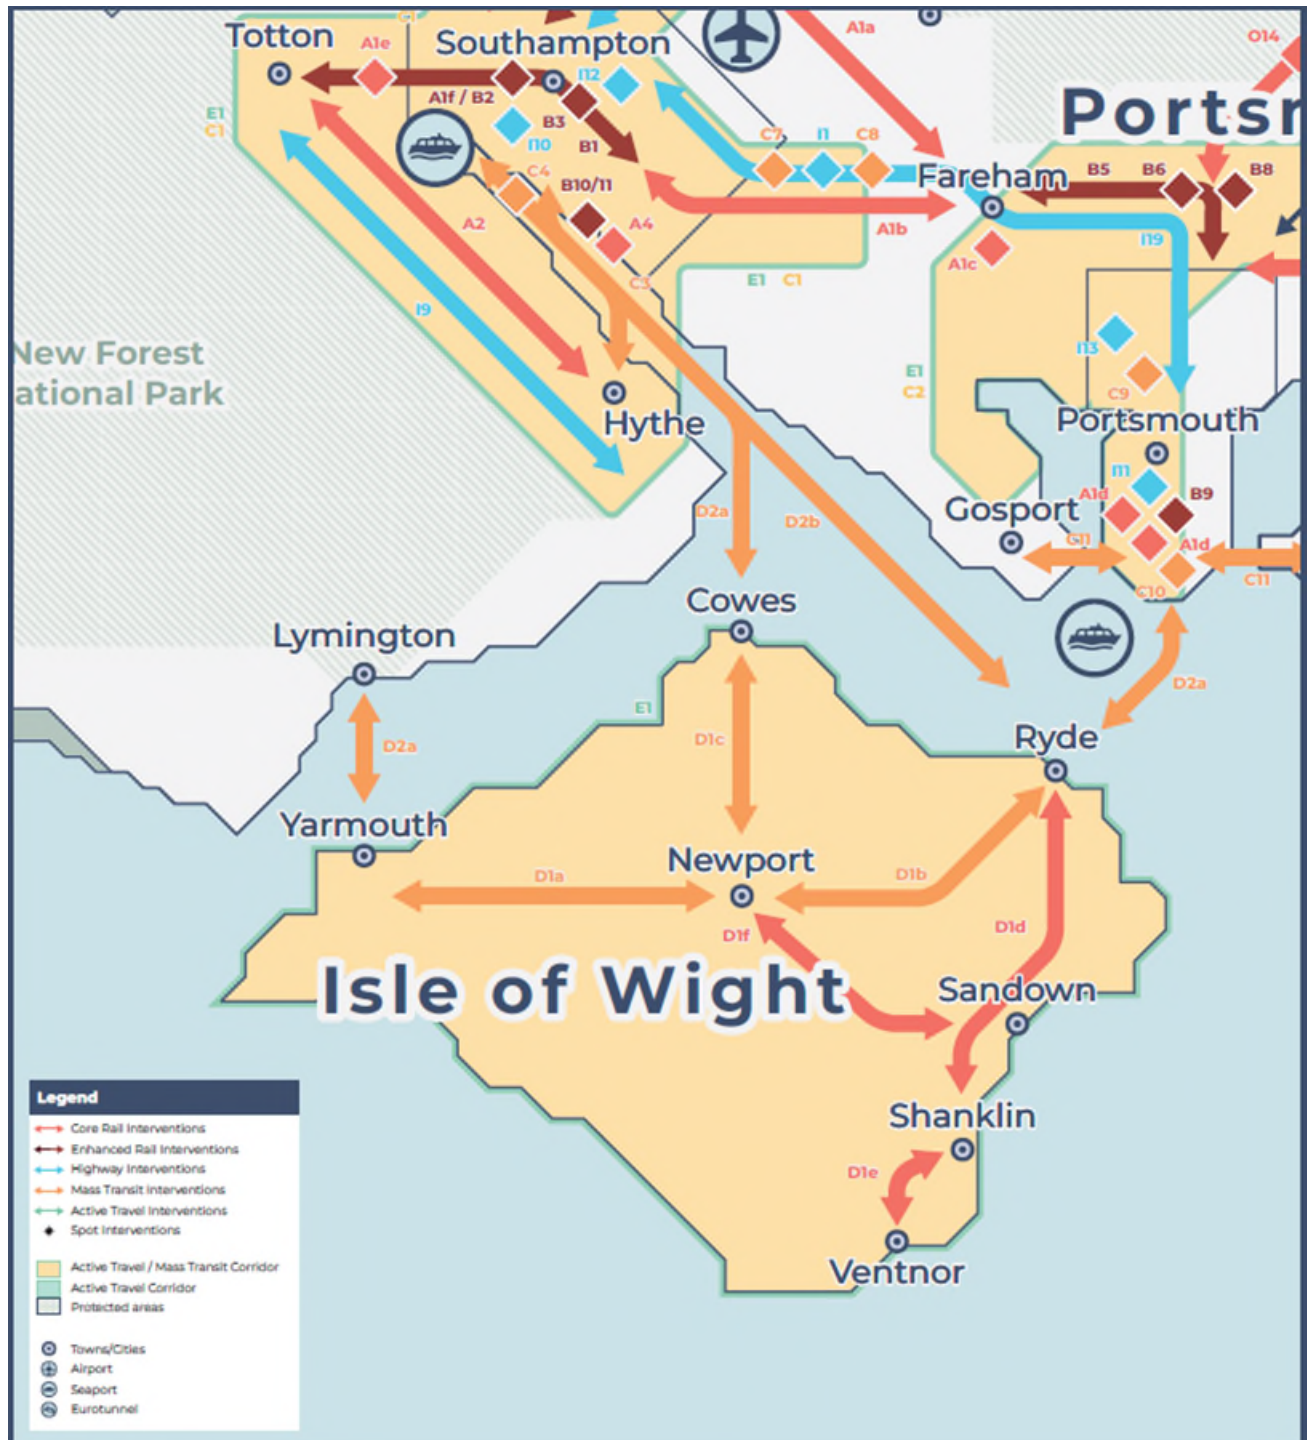 C1
Totton
A1e
Southampton
A1a
O14
I12
A1f / B2
Portsr
E1
C1
B3
I10
B1
C7
I1
C8
C4
Fareham
B5
B6
B8
B10/11
A2
A4
A1b
I19
A1c
C3
E1 C1
I9
New Forest
ational Park
I13
E1
C2
C9
Hythe
Portsmouth
I11
A1d
B9
D2a
D2b
Gosport
C11
A1d
C11
C10
Cowes
Lymington
D2a
E1
D1c
Ryde
D2a
Yarmouth
Newport
D1a
D1b
D1f
D1d
Isle of Wight
Sandown
Legend
Shanklin
Core Rail Interventions
Enhanced Rail Interventions
Highway Interventions
Mass Transit Interventions
Active Travel Interventions
Spot Interventions
D1e
Active Travel / Mass Transit Corridor
Active Travel Corridor
Protected areas
Ventnor
Towns/Cities
Airport
Seaport
Eurotunnel